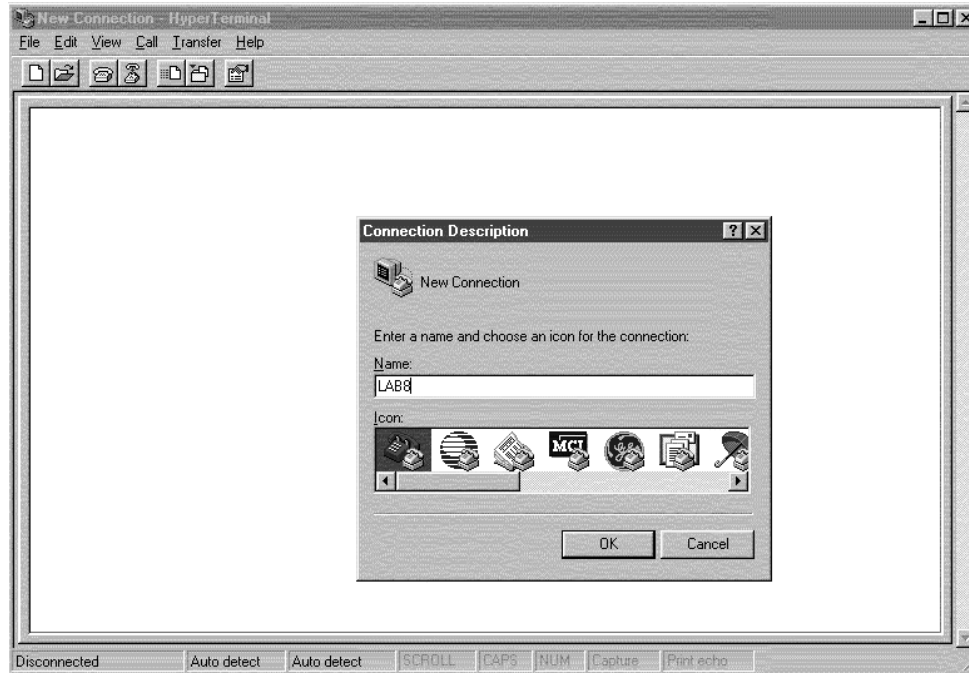 New Connection - HyperTerminal
File Edit View Call Transfer Help
Connection Description
New Connection
Enter a name and choose an icon for the connection:
Name:
LAB8
Icon:
MCI
OK Cancel
Disconnected Auto detect Auto detect SCROLL CAPS NUM Capture Print echo